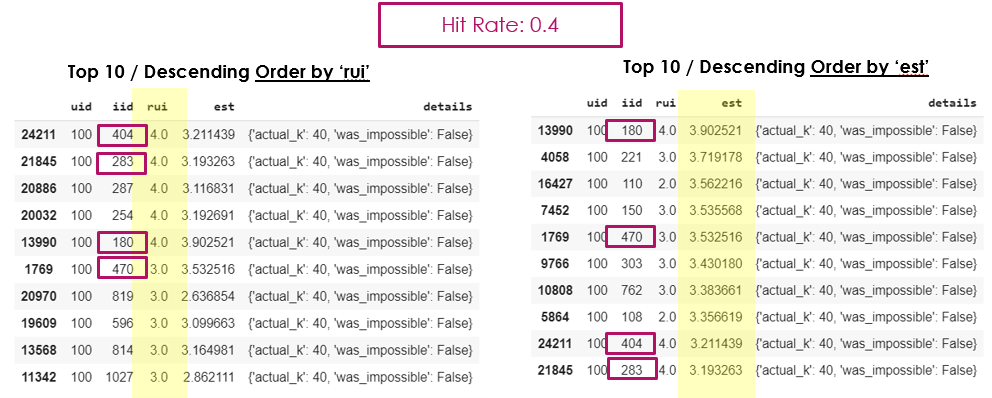 Hit Rate: 0.4
Top 10 / Descending Order by ‘rui’
uid iid rui est details
24211 100 404 4.0 3.211439 {'actual_k': 40, 'was_impossible': False}
21845 100 283 4.0 3.193263 {'actual_k': 40, 'was_impossible': False}
20886 100 287 4.0 3.116831 {'actual_k': 40, 'was_impossible': False}
20032 100 254 4.0 3.192691 {'actual_k': 40, 'was_impossible': False}
13990 100 180 4.0 3.902521 {'actual_k': 40, 'was_impossible': False}
1769 100 470 3.0 3.532516 {'actual_k': 40, 'was_impossible': False}
20970 100 819 3.0 2.636854 {'actual_k': 40, 'was_impossible': False}
19609 100 596 3.0 3.099663 {'actual_k': 40, 'was_impossible': False}
13568 100 814 3.0 3.164981 {'actual_k': 40, 'was_impossible': False}
11342 100 1027 3.0 2.862111 {'actual_k': 40, 'was_impossible': False}
Top 10 / Descending Order by ‘est’
uid iid rui est details
13990 100 180 4.0 3.902521 {'actual_k': 40, 'was_impossible': False}
4058 100 221 3.0 3.719178 {'actual_k': 40, 'was_impossible': False}
16427 100 110 2.0 3.562216 {'actual_k': 40, 'was_impossible': False}
7452 100 150 3.0 3.535568 {'actual_k': 40, 'was_impossible': False}
1769 100 470 3.0 3.532516 {'actual_k': 40, 'was_impossible': False}
9766 100 303 3.0 3.430180 {'actual_k': 40, 'was_impossible': False}
10808 100 762 3.0 3.383661 {'actual_k': 40, 'was_impossible': False}
5864 100 108 2.0 3.356619 {'actual_k': 40, 'was_impossible': False}
24211 100 404 4.0 3.211439 {'actual_k': 40, 'was_impossible': False}
21845 100 283 4.0 3.193263 {'actual_k': 40, 'was_impossible': False}